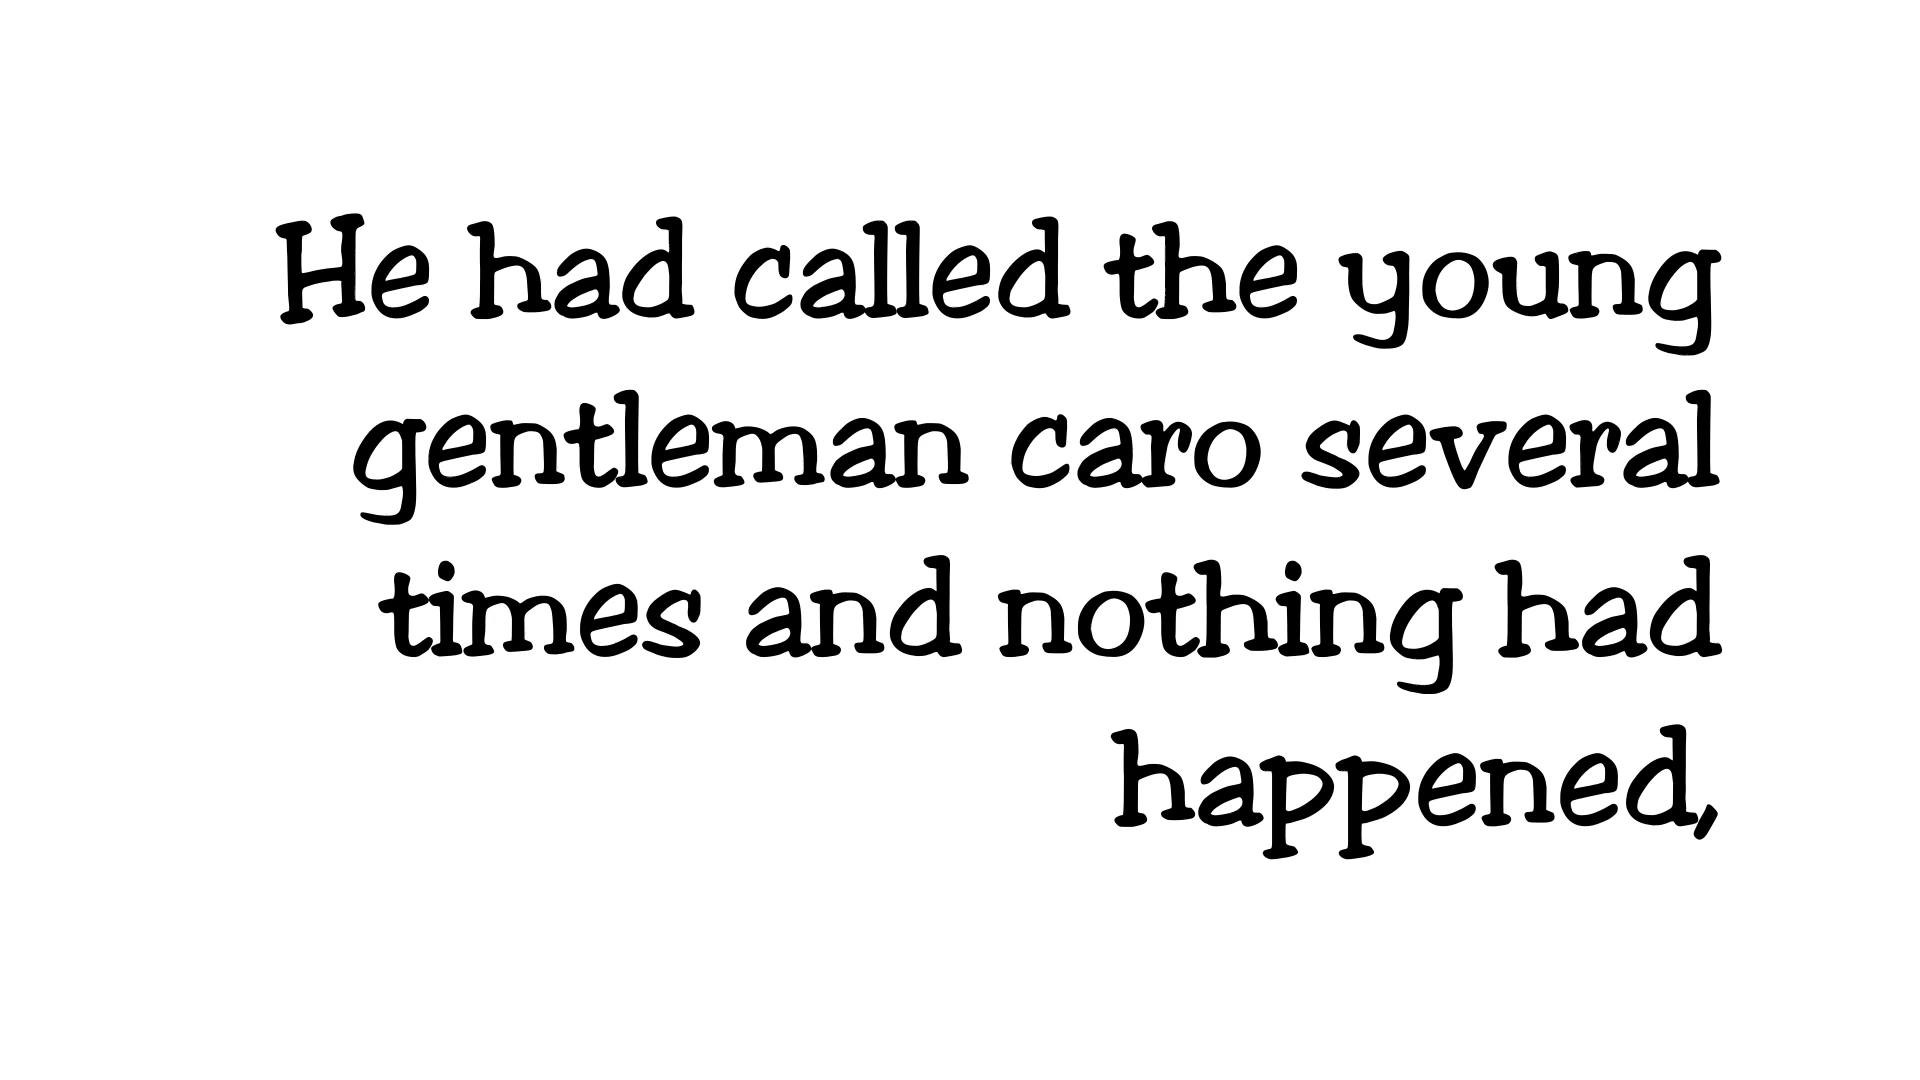 He had called the young
gentleman caro several
times and nothing had
happened,